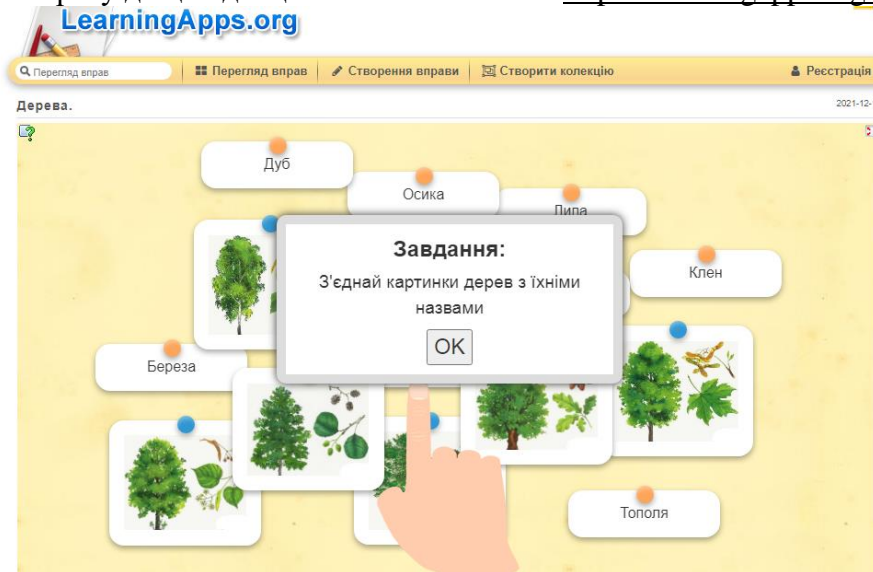 LearningApps.org
Перегляд вправ
Перегляд вправ
Створення вправи
Створити колекцію
Реєстрація
Дерева.
Дуб
Осика
Липа
Завдання:
З'єднай картинки дерев з їхніми
назвами
OK
Клен
Береза
Тополя